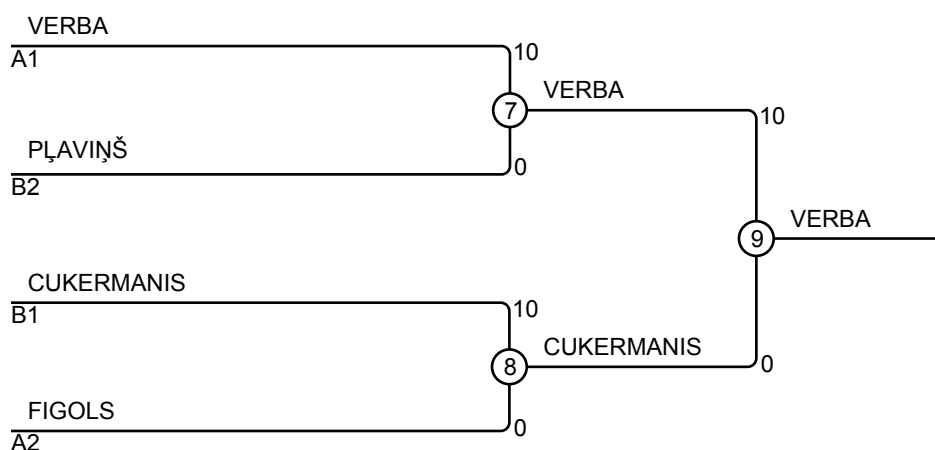 VERBA
A1
10
7
VERBA
10
PĻAVIŅŠ
0
B2
9
VERBA
CUKERMANIS
B1
10
8
CUKERMANIS
0
FIGOLS
0
A2